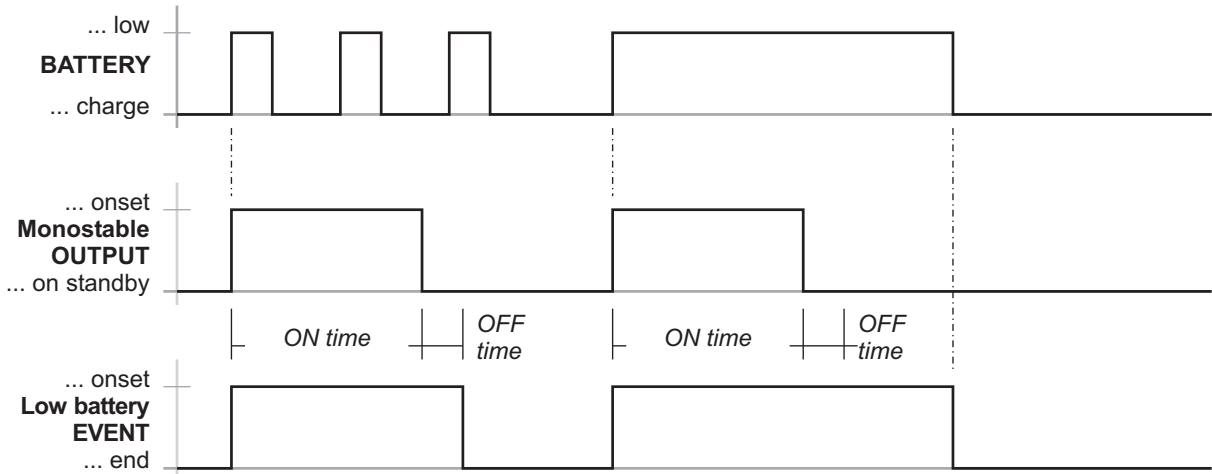 ... low
BATTERY
... charge
... onset
Monostable
OUTPUT
... on standby
ON time
OFF
time
ON time
OFF
time
... onset
Low battery
EVENT
... end